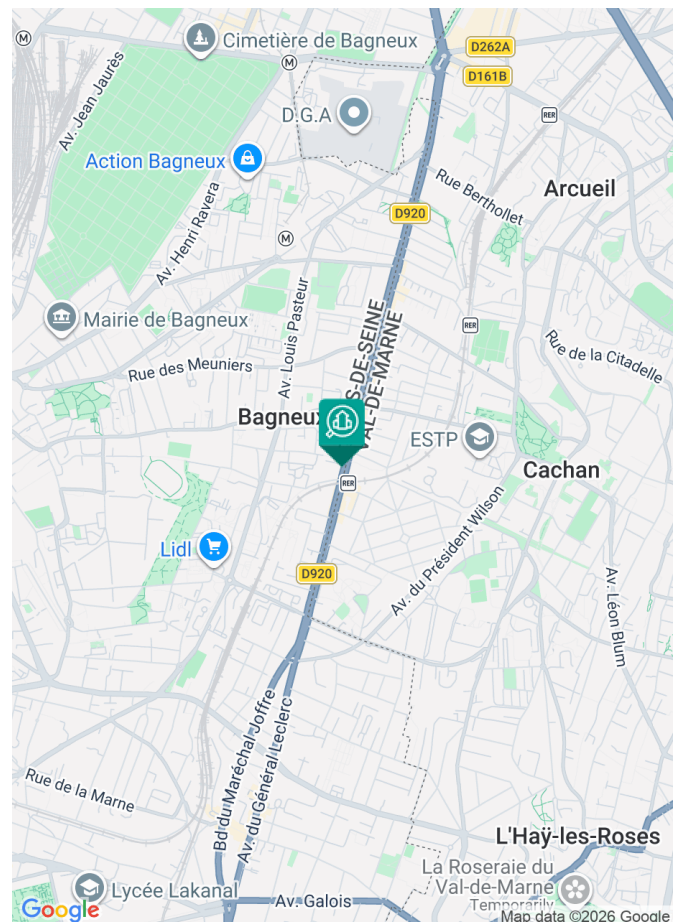 Cimetière de Bagneux
D262A
D161B
Av. Jean Jaurès
D.G.A
RER
Action Bagneux
Rue Berthollet
Arcueil
Av. Henri Ravera
D920
M
M
M
Mairie de Bagneux
Av. Louis Pasteur
S-DE-SEINE
VAL-DE-MARNE
RER
Rue de la Citadelle
Rue des Meuniers
Bagneux
ESTP
Cachan
RER
Av. du Président Wilson
Lidl
D920
Av. Léon Blum
Bd du Maréchal Joffre
Av. du Général Leclerc
Rue de la Marne
L'Haÿ-les-Roses
La Roseraie du
Val-de-Marne
Temporarily
Lycée Lakanal
Av. Galois
Google
Map data ©2026 Google